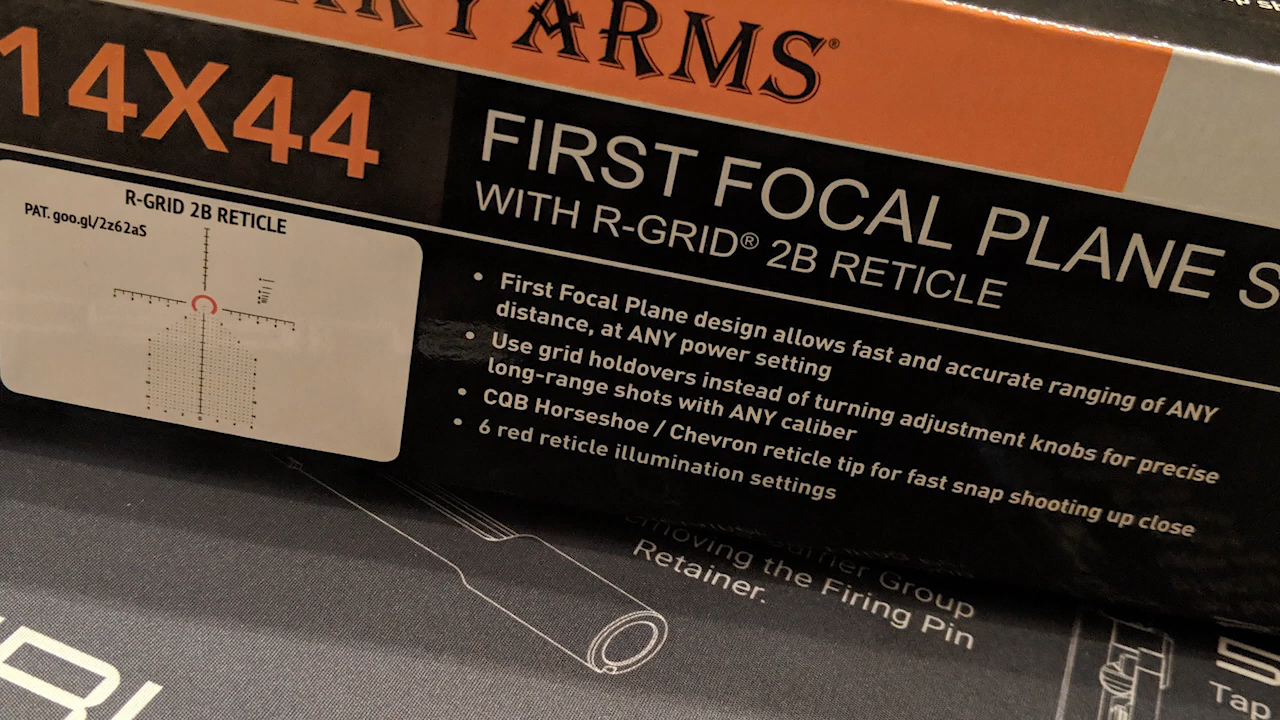 ARY ARMS®
14X44
FIRST FOCAL PLANE S
WITH R-GRID® 2B RETICLE
R-GRID 2B RETICLE
PAT. goo.gl/2z62aS
• First Focal Plane design allows fast and accurate ranging of ANY
distance, at ANY power setting
• Use grid holdovers instead of turning adjustment knobs for precise
long-range shots with ANY caliber
• CQB Horseshoe / Chevron reticle tip for fast snap shooting up close
• 6 red reticle illumination settings
Group
moving the Firing Pin
Retainer.
Tap